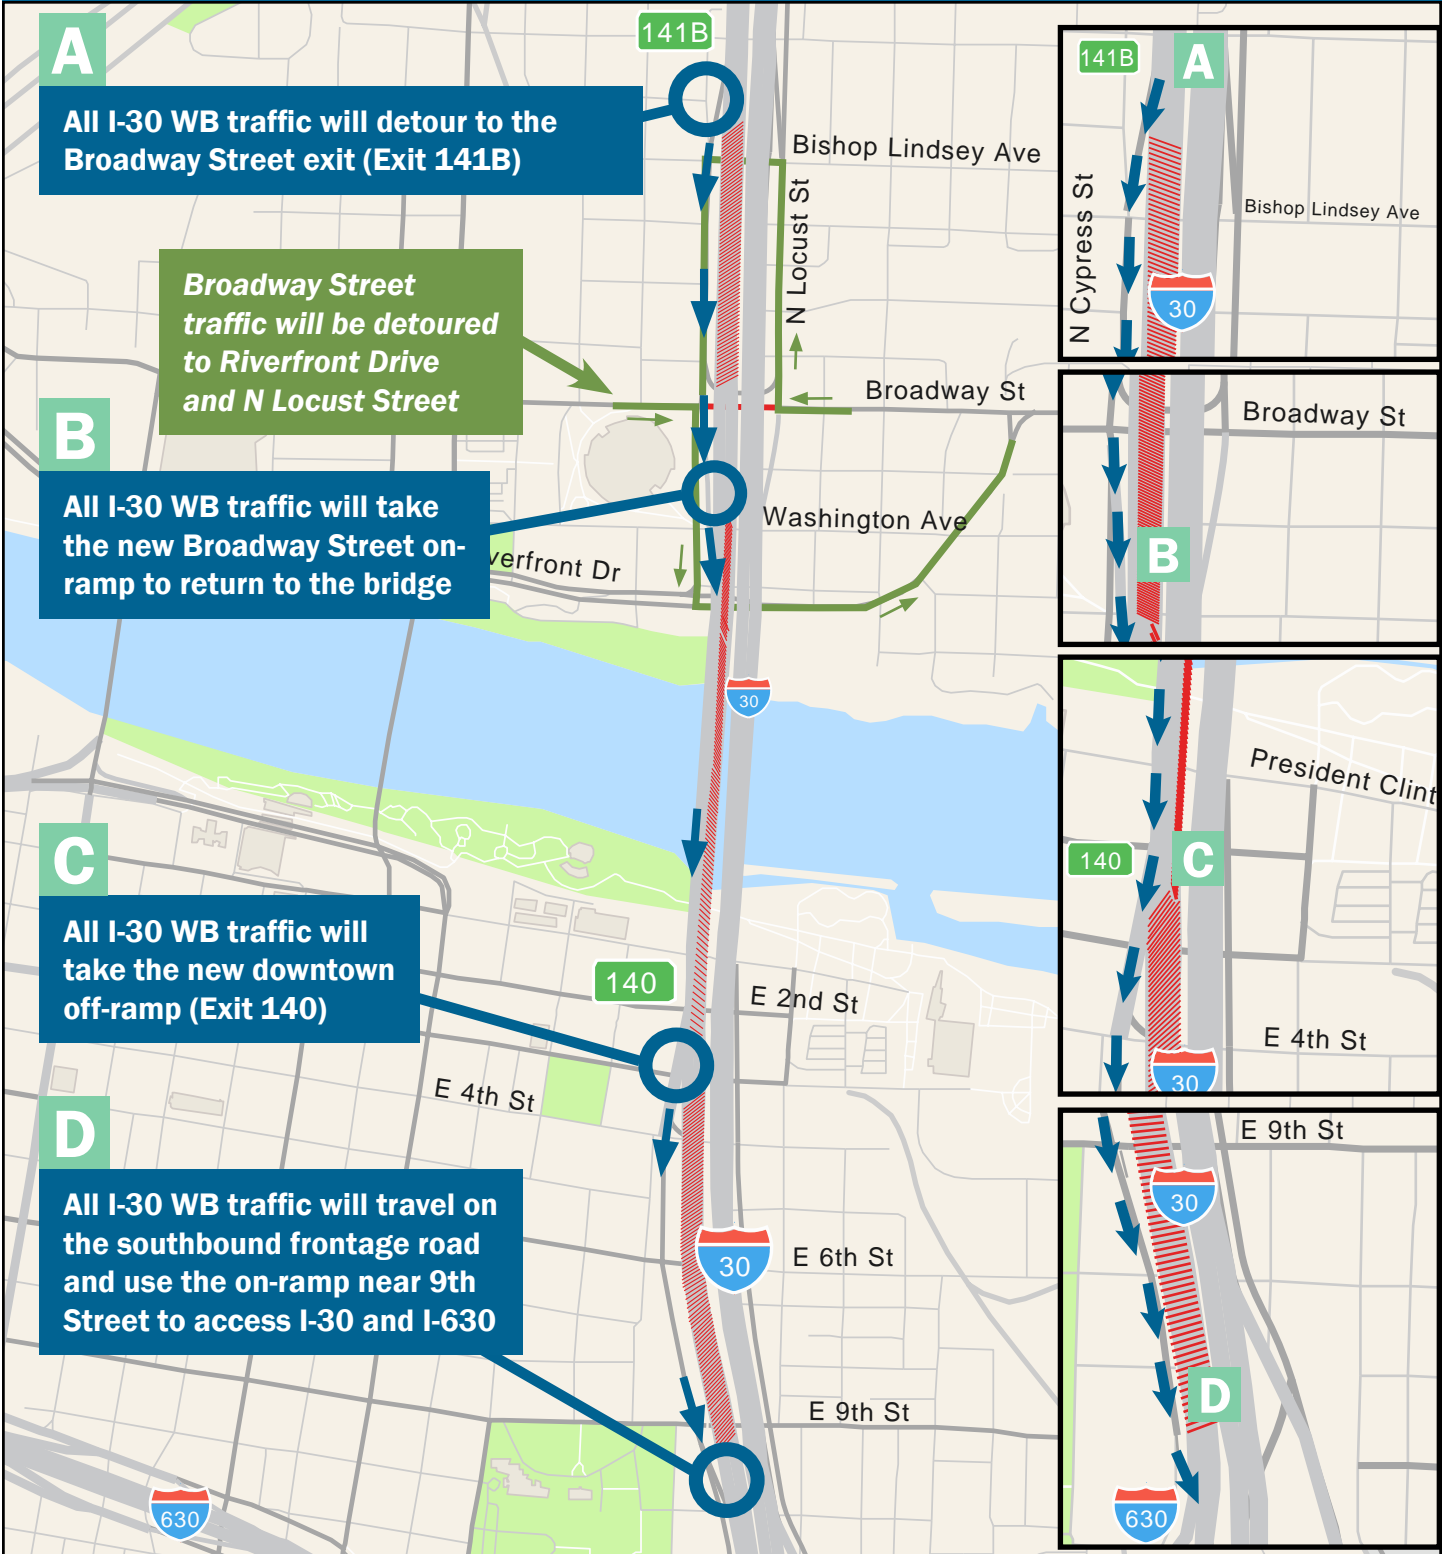 A
All I-30 WB traffic will detour to the
Broadway Street exit (Exit 141B)
141B
Bishop Lindsey Ave
N Locust St
Broadway Street
traffic will be detoured
to Riverfront Drive
and N Locust Street
Broadway St
B
All I-30 WB traffic will take
the new Broadway Street on-
ramp to return to the bridge
Washington Ave
verfront Dr
30
C
All I-30 WB traffic will
take the new downtown
off-ramp (Exit 140)
140
E 2nd St
E 4th St
D
All I-30 WB traffic will travel on
the southbound frontage road
and use the on-ramp near 9th
Street to access I-30 and I-630
30
E 6th St
E 9th St
630
141B
A
N Cypress St
Bishop Lindsey Ave
30
Broadway St
B
President Clint
140
C
E 4th St
30
E 9th St
30
D
630